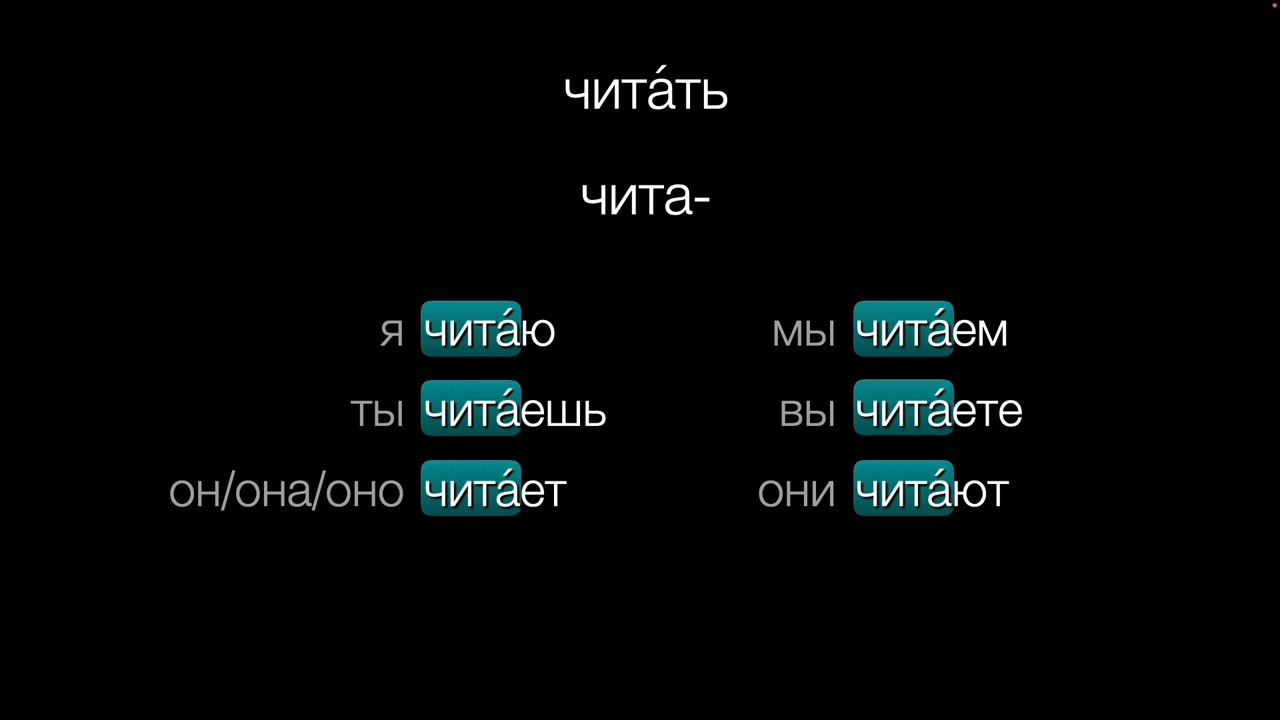 чита́ть
чита-
я чита́ю мы чита́ем
ты чита́ешь вы чита́ете
он/она/оно чита́ет они чита́ют